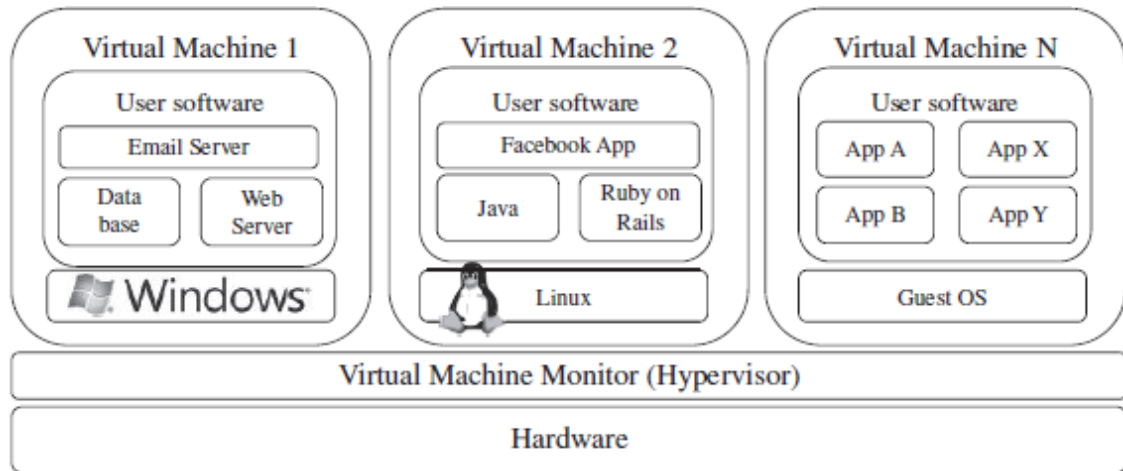 Virtual Machine 1
User software
Email Server
Data
base
Web
Server
Windows
Virtual Machine 2
User software
Facebook App
Java
Ruby on
Rails
Linux
Virtual Machine N
User software
App A
App X
App B
App Y
Guest OS
Virtual Machine Monitor (Hypervisor)
Hardware